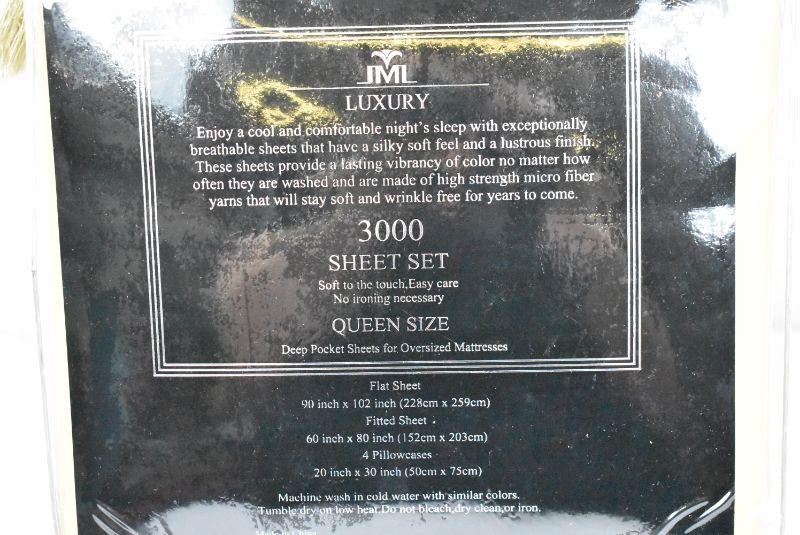 JML
LUXURY
Enjoy a cool and comfortable night's sleep with exceptionally
breathable sheets that have a silky soft feel and a lustrous finish.
These sheets provide a lasting vibrancy of color no matter how
often they are washed and are made of high strength micro fiber
yarns that will stay soft and wrinkle free for years to come.
3000
SHEET SET
Soft to the touch,Easy care
No ironing necessary
QUEEN SIZE
Deep Pocket Sheets for Oversized Mattresses
Flat Sheet
90 inch x 102 inch (228cm x 259cm)
Fitted Sheet
60 inch x 80 inch (152cm x 203cm)
4 Pillowcases
20 inch x 30 inch (50cm x 75cm)
Machine wash in cold water with similar colors.
Tumble dry on low heat.Do not bleach,dry clean,or iron.
Made In China